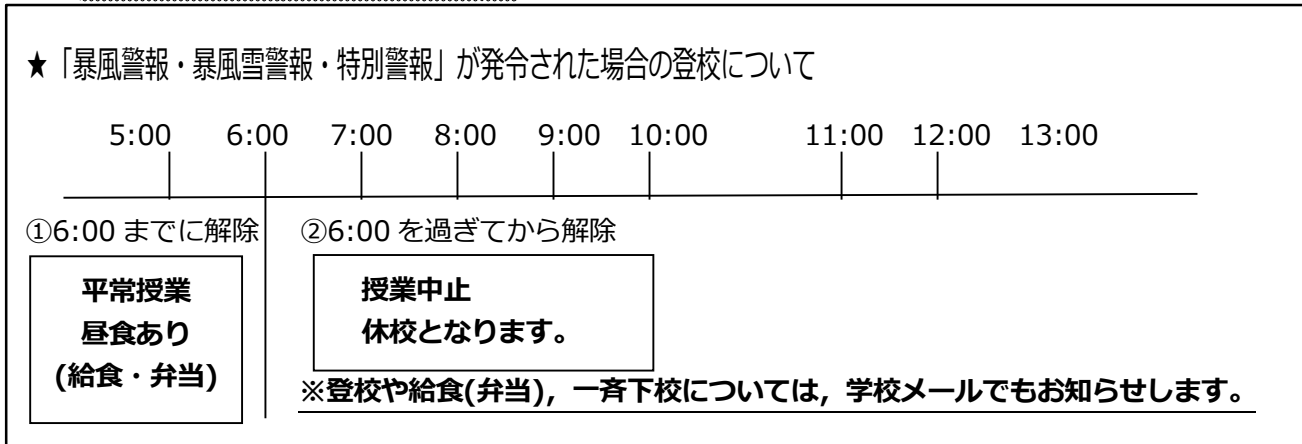 ★「暴風警報・暴風雪警報・特別警報」が発令された場合の登校について
5:00 6:00 7:00 8:00 9:00 10:00 11:00 12:00 13:00
①6:00 までに解除
平常授業
昼食あり
(給食・弁当)
②6:00 を過ぎてから解除
授業中止
休校となります。
※登校や給食(弁当)，一斉下校については，学校メールでもお知らせします。